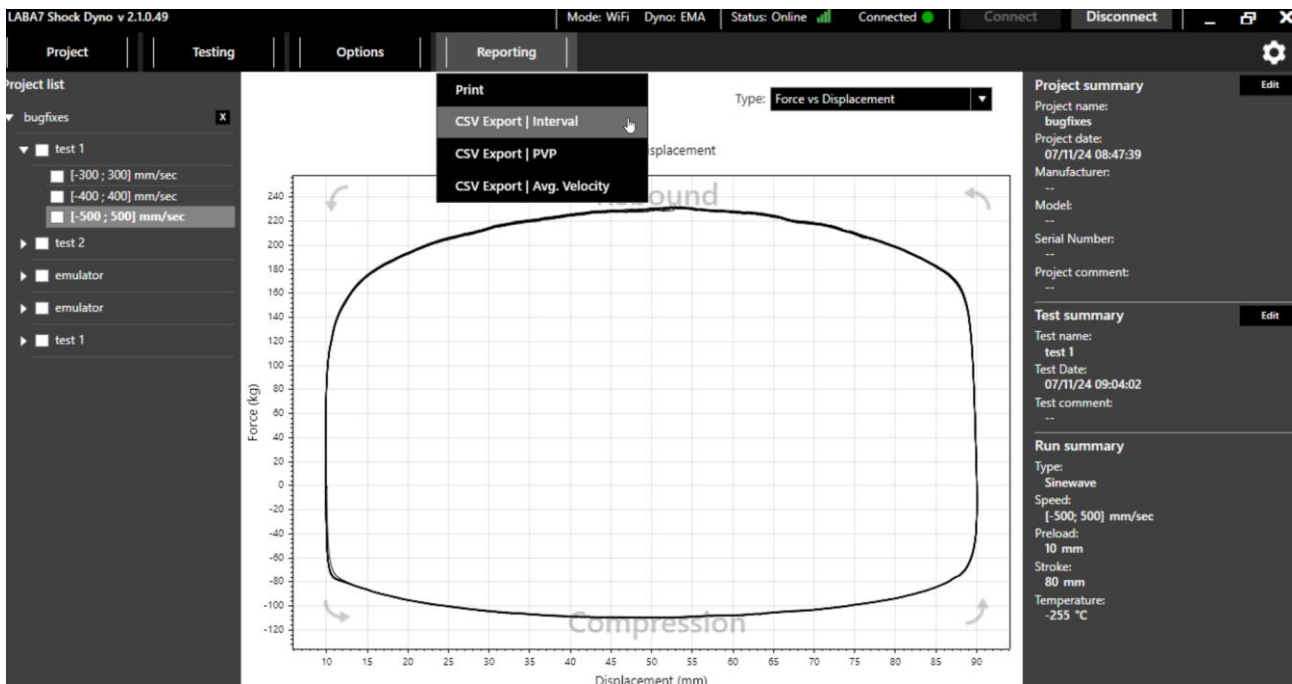 LABA7 Shock Dyno v 2.1.0.49
Mode: WiFi Dyno: EMA Status: Online Connected Connect Disconnect
Project Testing Options Reporting
Project list
bugfixes X
test 1
[-300 ; 300] mm/sec
[-400 ; 400] mm/sec
[-500 ; 500] mm/sec
test 2
emulator
emulator
test 1
Print
CSV Export | Interval
CSV Export | PVP
CSV Export | Avg. Velocity
Type: Force vs Displacement
isplacement
Rebound
Force (kg)
240
220
200
180
160
140
120
100
80
60
40
20
0
-20
-40
-60
-80
-100
-120
Compression
10 15 20 25 30 35 40 45 50 55 60 65 70 75 80 85 90
Displacement (mm)
Project summary Edit
Project name:
bugfixes
Project date:
07/11/24 08:47:39
Manufacturer:
--
Model:
--
Serial Number:
--
Project comment:
--
Test summary Edit
Test name:
test 1
Test Date:
07/11/24 09:04:02
Test comment:
--
Run summary
Type:
Sinewave
Speed:
[-500; 500] mm/sec
Preload:
10 mm
Stroke:
80 mm
Temperature:
-255 °C